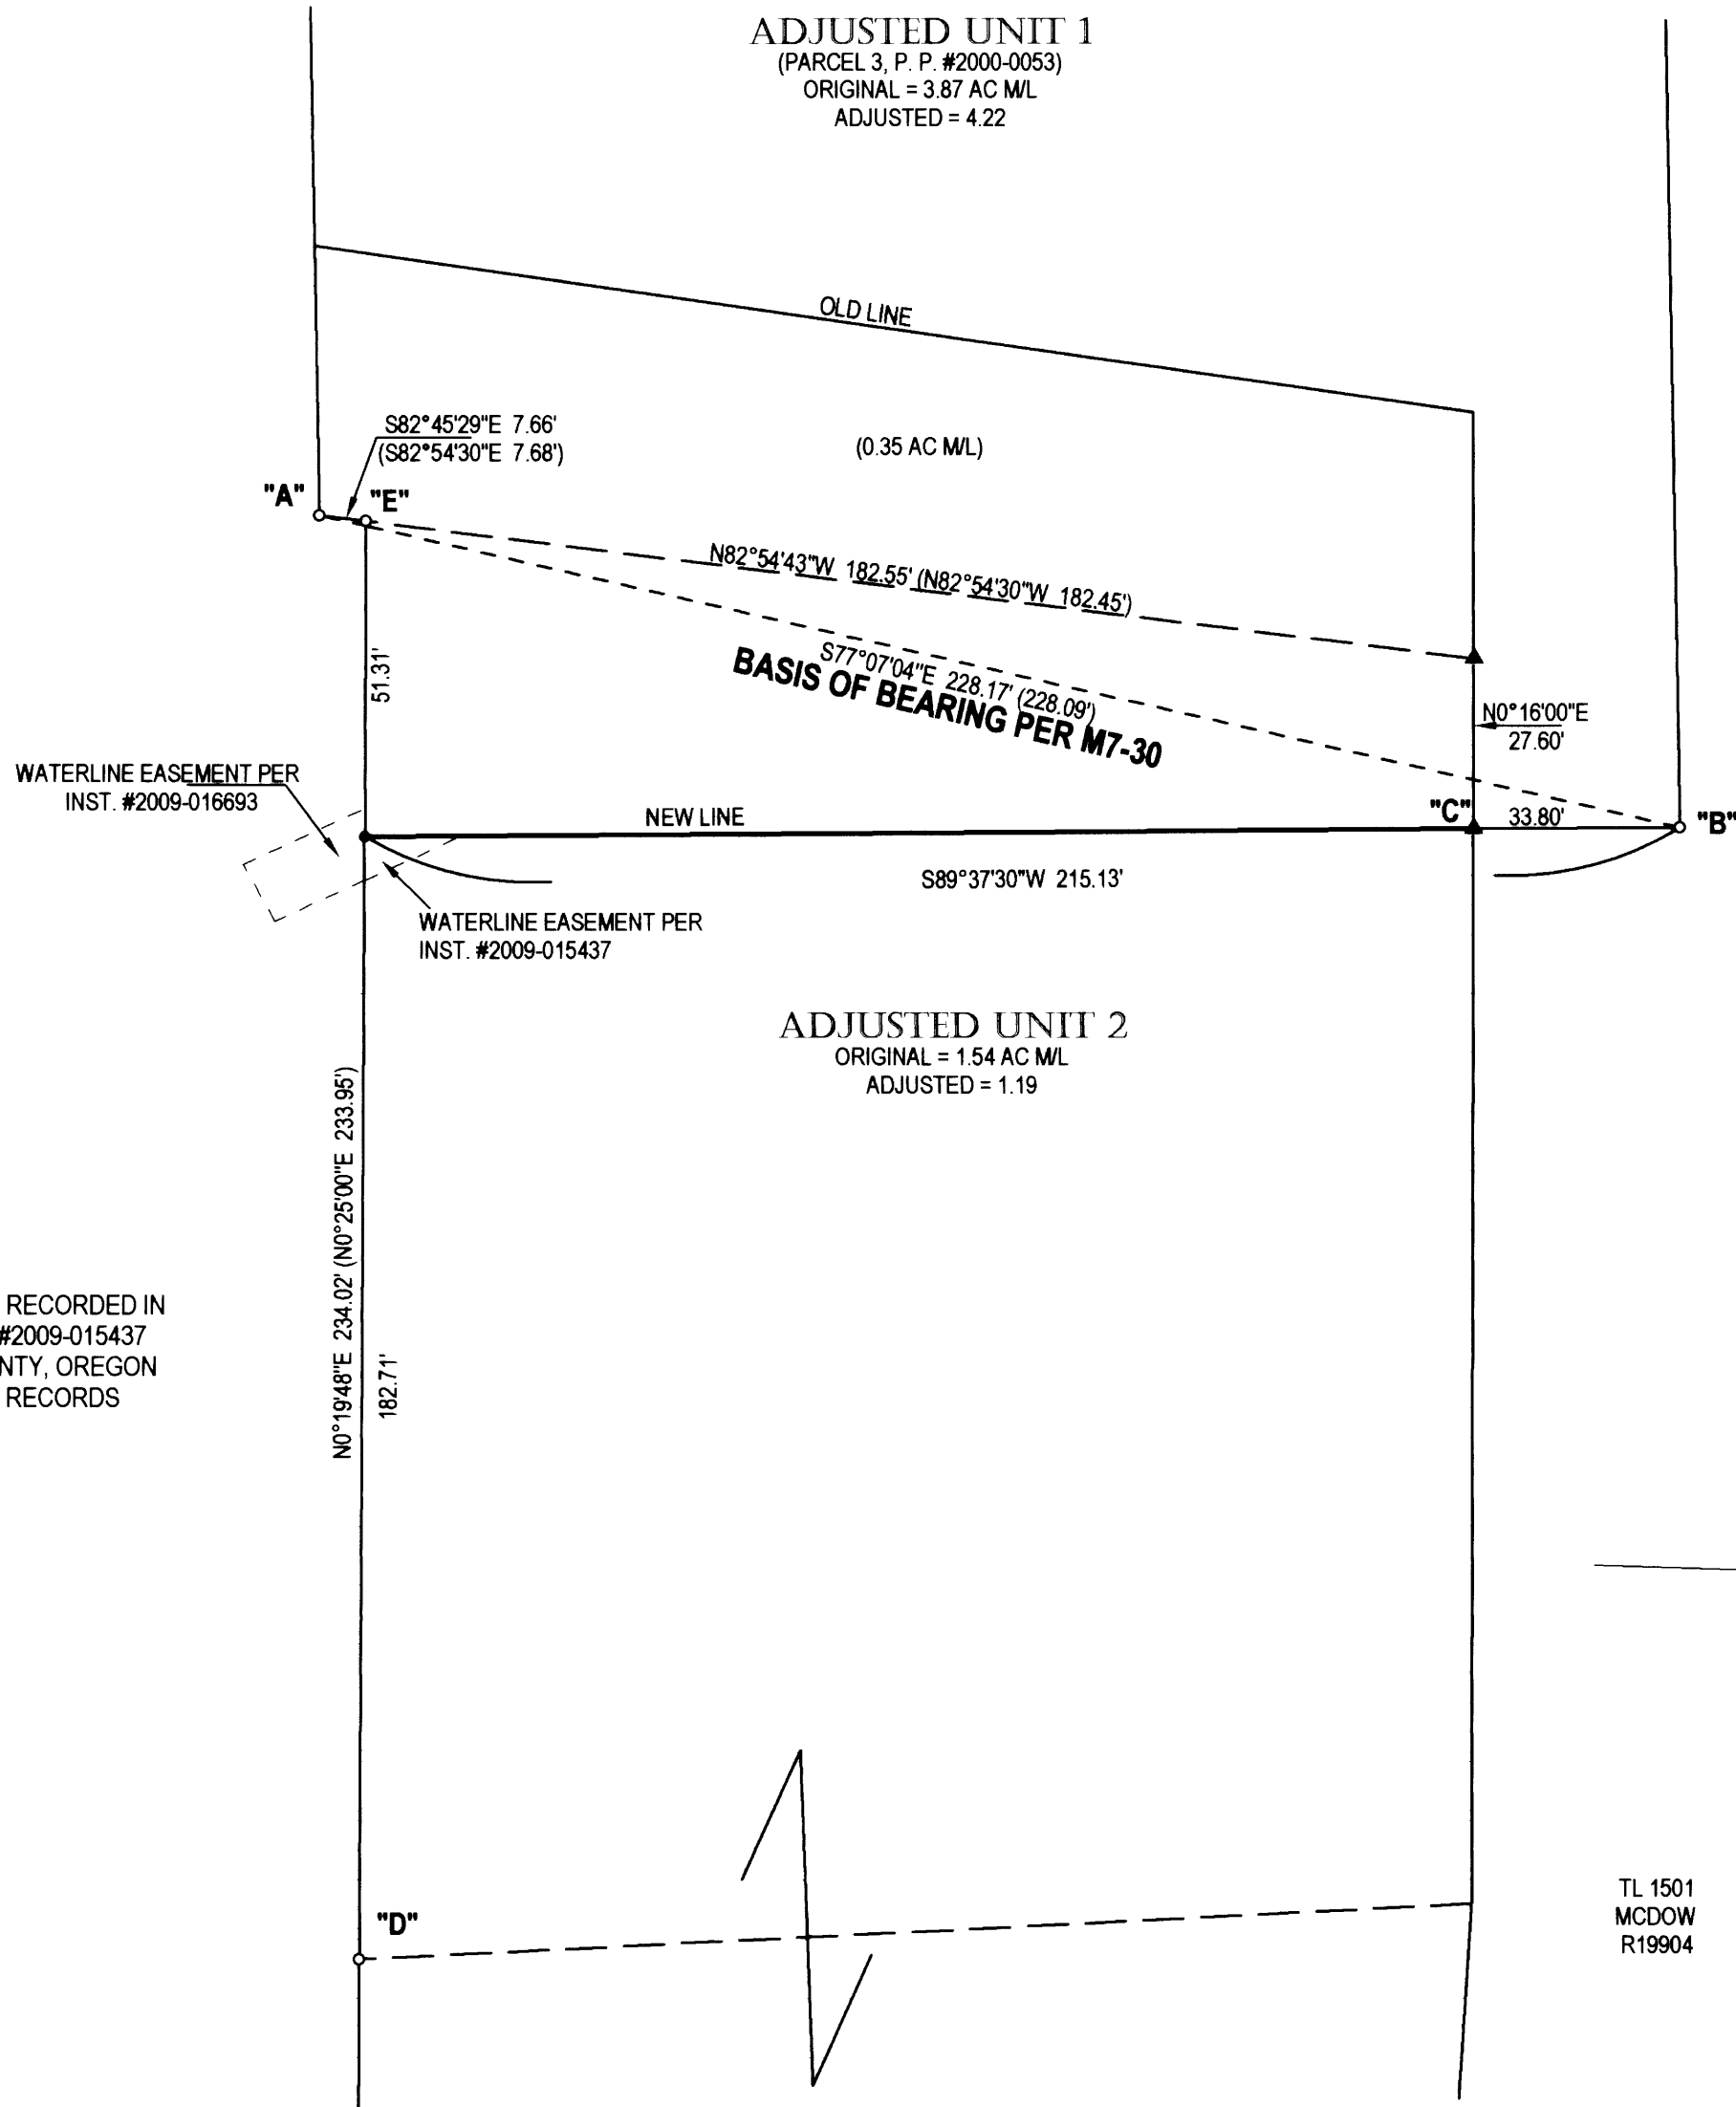 ADJUSTED UNIT 1
(PARCEL 3, P. P. #2000-0053)
ORIGINAL = 3.87 AC M/L
ADJUSTED = 4.22
OLD LINE
S82°45'29"E 7.66'
(S82°54'30"E 7.68')
(0.35 AC M/L)
"A"
"E"
N82°54'43"W 182.55' (N82°54'30"W 182.45')
S77°07'04"E 228.17' (228.09')
BASIS OF BEARING PER M7-30
51.31'
N0°16'00"E
27.60'
WATERLINE EASEMENT PER
INST. #2009-016693
NEW LINE
"C"
33.80'
"B"
S89°37'30"W 215.13'
WATERLINE EASEMENT PER
INST. #2009-015437
ADJUSTED UNIT 2
ORIGINAL = 1.54 AC M/L
ADJUSTED = 1.19
N0°19'48"E 234.02' (N0°25'00"E 233.95')
182.71'
RECORDED IN
#2009-015437
NTY, OREGON
RECORDS
"D"
TL 1501
MCDOW
R19904